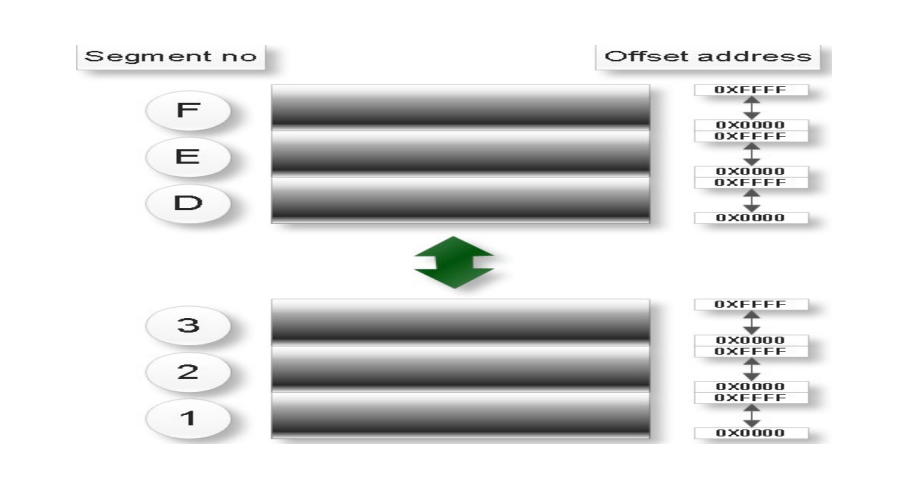 Segment no
Offset address
F
0XFFFF
0X0000
E
0XFFFF
0X0000
D
0XFFFF
0X0000
3
0XFFFF
0X0000
2
0XFFFF
0X0000
1
0XFFFF
0X0000